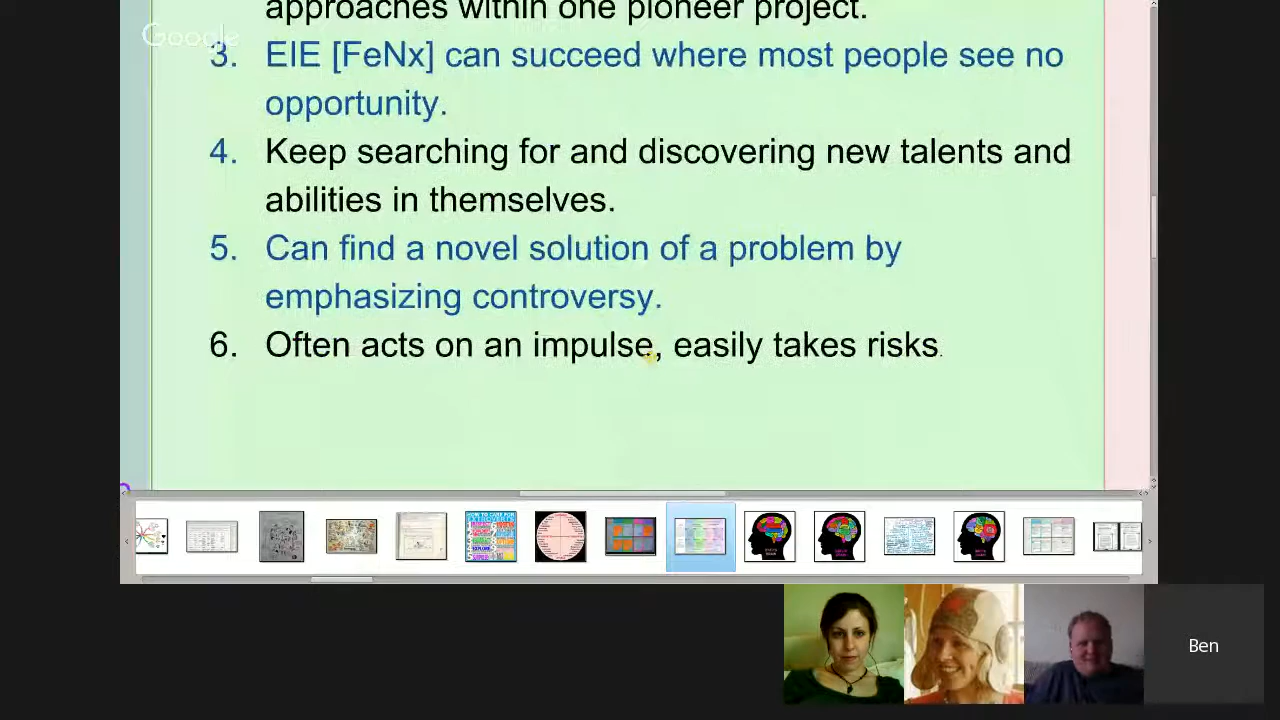 approaches within one pioneer project.
Google
3. EIE [FeNx] can succeed where most people see no
opportunity.
4. Keep searching for and discovering new talents and
abilities in themselves.
5. Can find a novel solution of a problem by
emphasizing controversy.
6. Often acts on an impulse, easily takes risks.
Ben